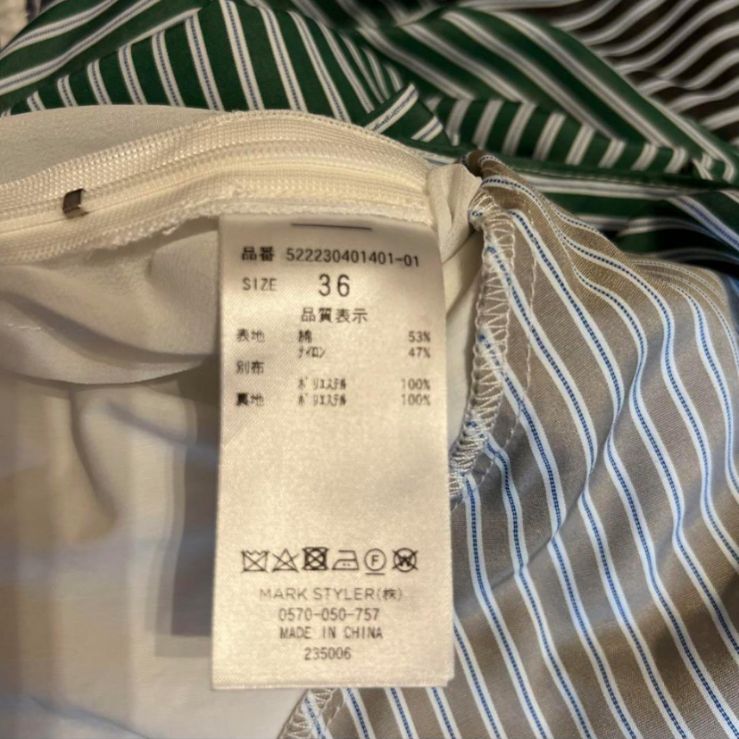 品番 522230401401-01
SIZE 36
品質表示
表地 綿 53%
ナイロン 47%
別布 ポリエステル 100%
裏地 ポリエステル 100%
MARK STYLER(株)
0570-050-757
MADE IN CHINA
235006